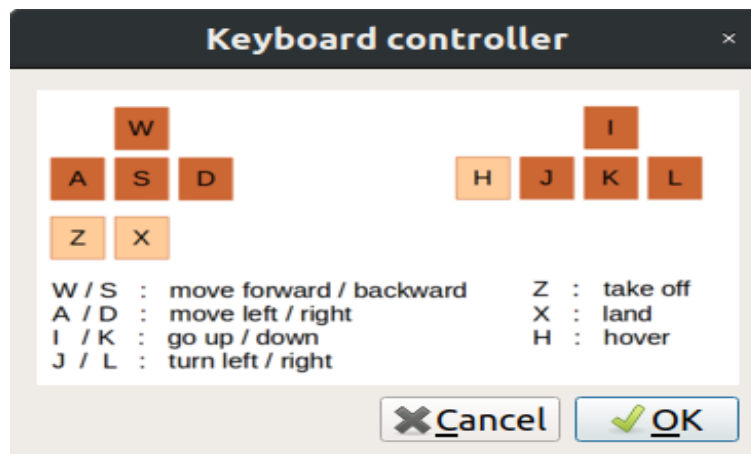 Keyboard controller ×
W I
A S D H J K L
Z X
W / S : move forward / backward Z : take off
A / D : move left / right X : land
I / K : go up / down H : hover
J / L : turn left / right
Cancel OK